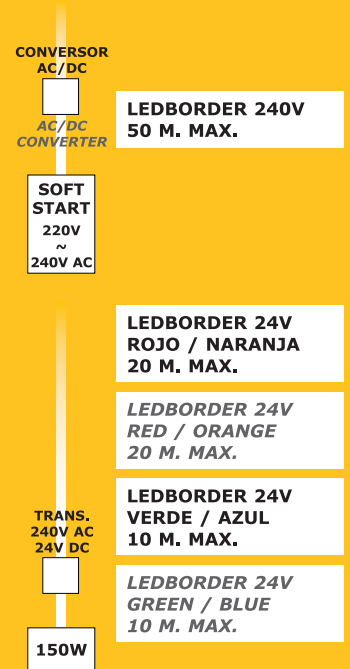 CONVERSOR
AC/DC
AC/DC
CONVERTER
LEDBORDER 240V
50 M. MAX.
SOFT
START
220V
~
240V AC
LEDBORDER 24V
ROJO / NARANJA
20 M. MAX.
LEDBORDER 24V
RED / ORANGE
20 M. MAX.
TRANS.
240V AC
24V DC
LEDBORDER 24V
VERDE / AZUL
10 M. MAX.
LEDBORDER 24V
GREEN / BLUE
10 M. MAX.
150W